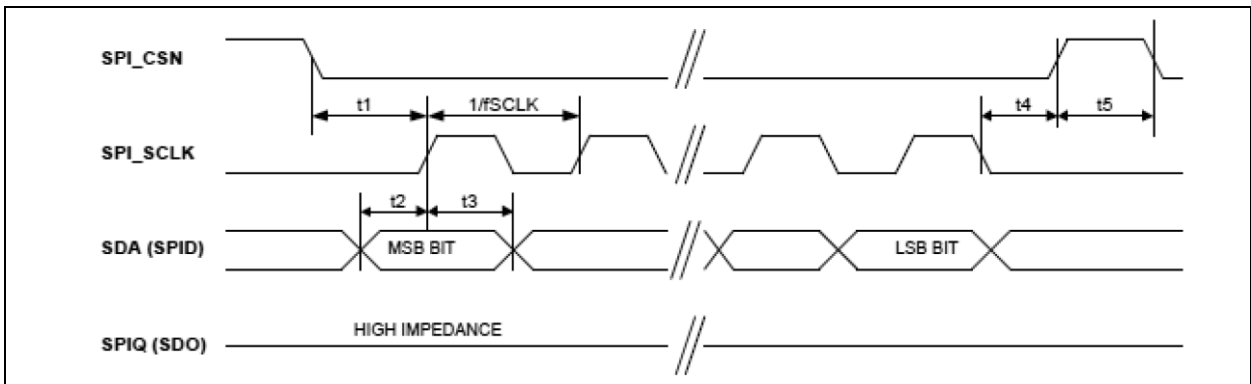 SPI_CSN
t1
1/fSCLK
t4
t5
SPI_SCLK
t2
t3
SDA (SPID)
MSB BIT
LSB BIT
HIGH IMPEDANCE
SPIQ (SDO)